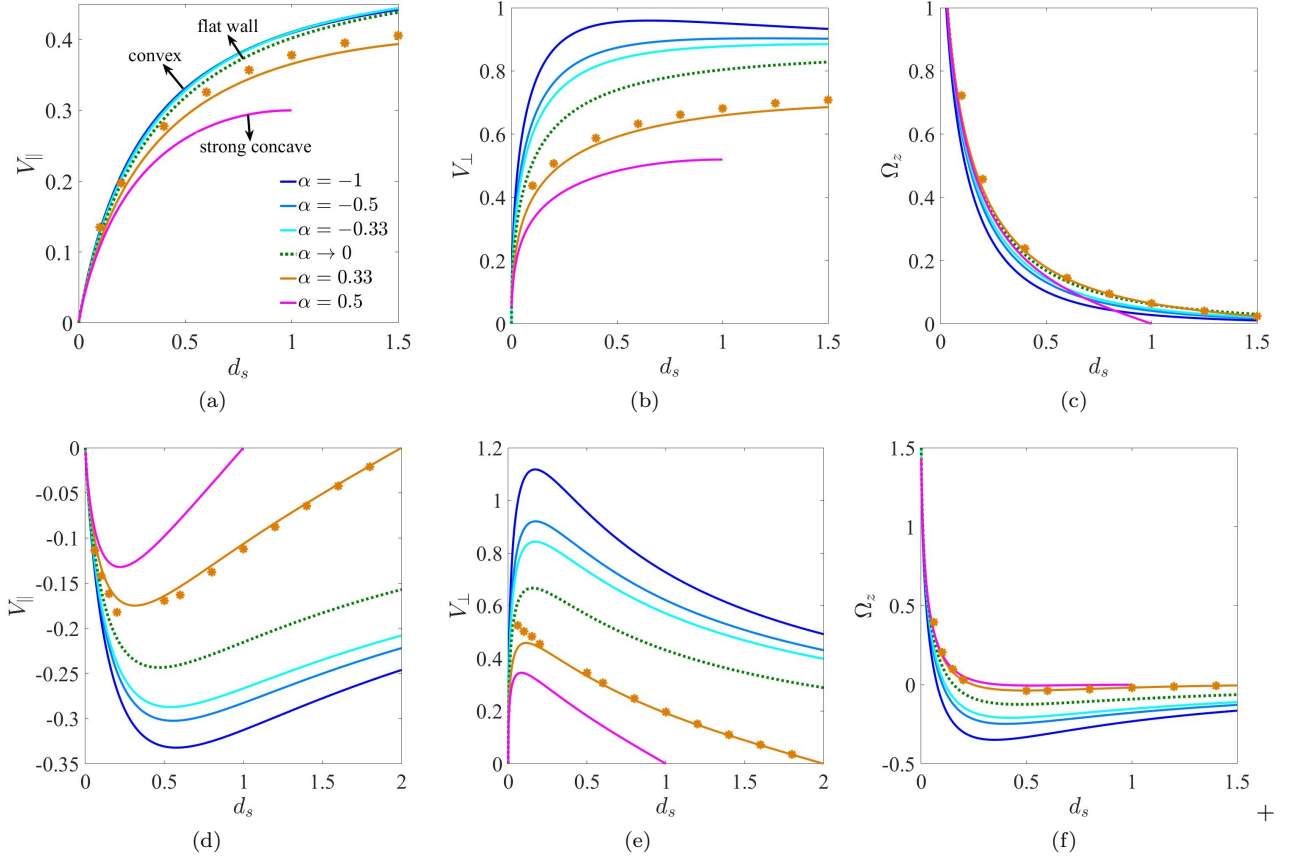 0.4
0.3
0.2
0.1
0
V∥
flat wall
convex
strong concave
α = −1
α = −0.5
α = −0.33
α → 0
α = 0.33
α = 0.5
0 0.5 1 1.5
d_s
(a)
1
0.8
0.6
0.4
0.2
0
V⊥
0 0.5 1 1.5
d_s
(b)
1
0.8
0.6
0.4
0.2
0
Ω_z
0 0.5 1 1.5
d_s
(c)
0
-0.05
-0.1
-0.15
-0.2
-0.25
-0.3
-0.35
V∥
0 0.5 1 1.5 2
d_s
(d)
1.2
1
0.8
0.6
0.4
0.2
0
V⊥
0 0.5 1 1.5 2
d_s
(e)
1.5
1
0.5
0
-0.5
Ω_z
0 0.5 1 1.5
d_s
+
(f)